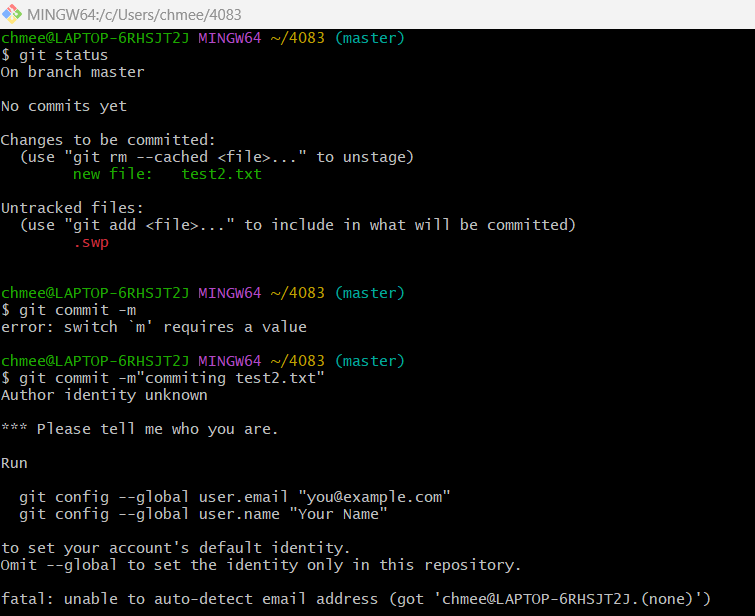 MINGW64:/c/Users/chmee/4083
chmee@LAPTOP-6RHSJT2J MINGW64 ~/4083 (master)
$ git status
On branch master
No commits yet
Changes to be committed:
(use "git rm --cached <file>..." to unstage)
new file:   test2.txt
Untracked files:
(use "git add <file>..." to include in what will be committed)
.swp
chmee@LAPTOP-6RHSJT2J MINGW64 ~/4083 (master)
$ git commit -m
error: switch `m' requires a value
chmee@LAPTOP-6RHSJT2J MINGW64 ~/4083 (master)
$ git commit -m"commiting test2.txt"
Author identity unknown
*** Please tell me who you are.
Run
git config --global user.email "you@example.com"
git config --global user.name "Your Name"
to set your account's default identity.
Omit --global to set the identity only in this repository.
fatal: unable to auto-detect email address (got 'chmee@LAPTOP-6RHSJT2J.(none)')